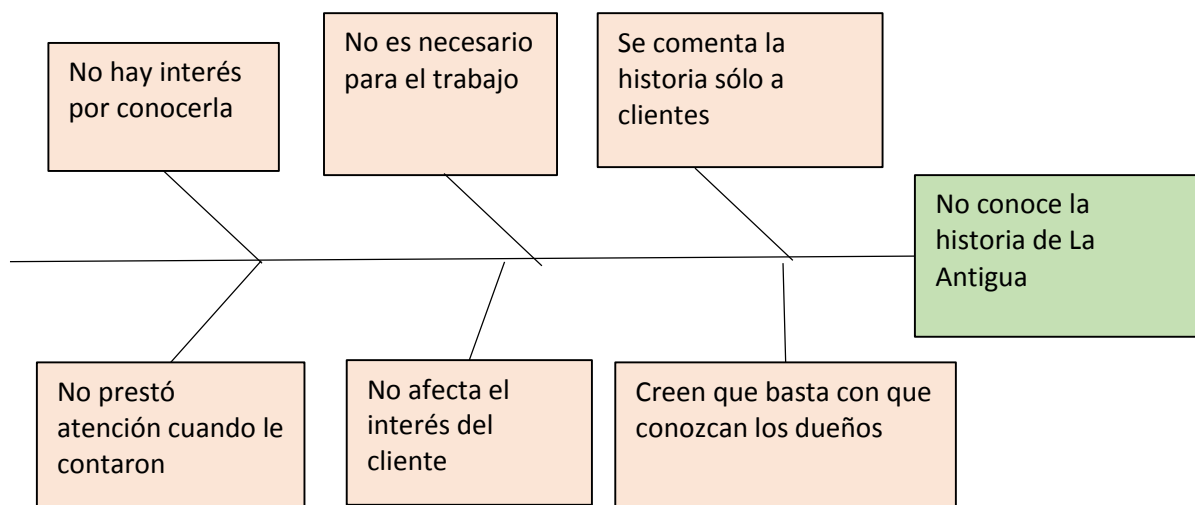 No hay interés
por conocerla
No es necesario
para el trabajo
Se comenta la
historia sólo a
clientes
No conoce la
historia de La
Antigua
No prestó
atención cuando le
contaron
No afecta el
interés del
cliente
Creen que basta con que
conozcan los dueños